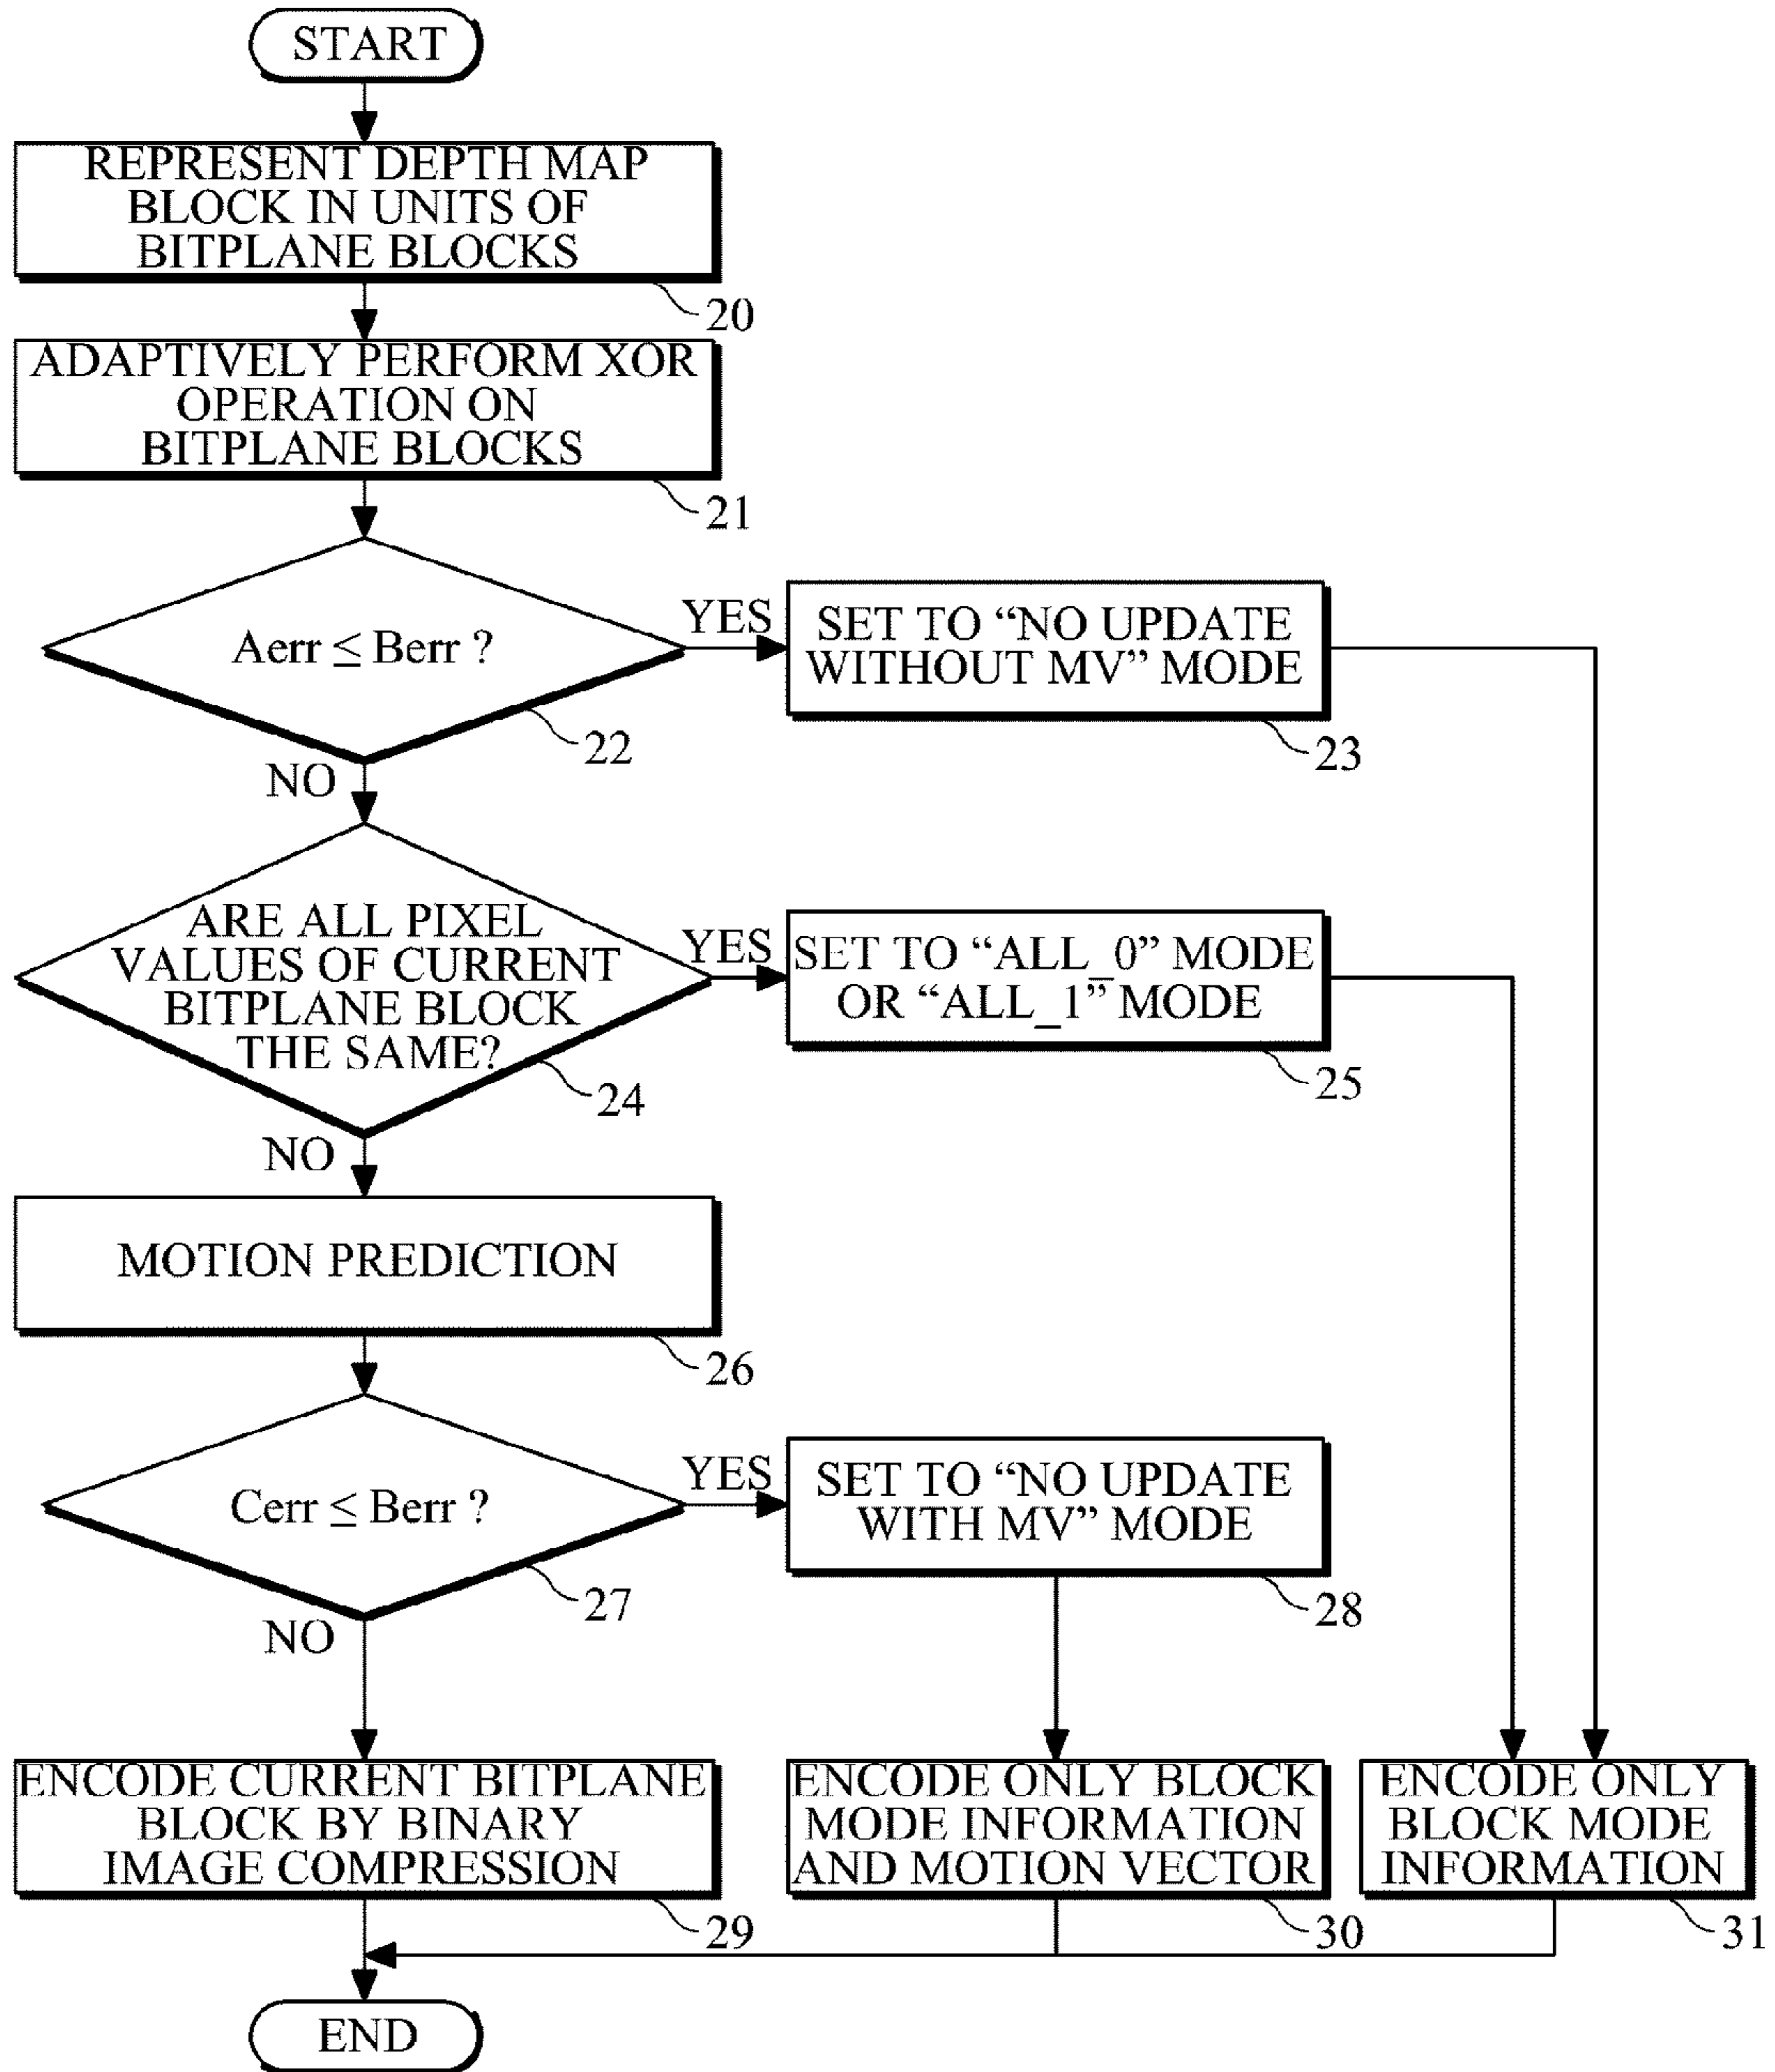 START
REPRESENT DEPTH MAP
BLOCK IN UNITS OF
BITPLANE BLOCKS
20
ADAPTIVELY PERFORM XOR
OPERATION ON
BITPLANE BLOCKS
21
Aerr ≤ Berr ?
22
YES
SET TO “NO UPDATE
WITHOUT MV” MODE
23
NO
ARE ALL PIXEL
VALUES OF CURRENT
BITPLANE BLOCK
THE SAME?
24
YES
SET TO “ALL_0” MODE
OR “ALL_1” MODE
25
NO
MOTION PREDICTION
26
Cerr ≤ Berr ?
27
YES
SET TO “NO UPDATE
WITH MV” MODE
28
NO
ENCODE CURRENT BITPLANE
BLOCK BY BINARY
IMAGE COMPRESSION
29
ENCODE ONLY BLOCK
MODE INFORMATION
AND MOTION VECTOR
30
ENCODE ONLY
BLOCK MODE
INFORMATION
31
END